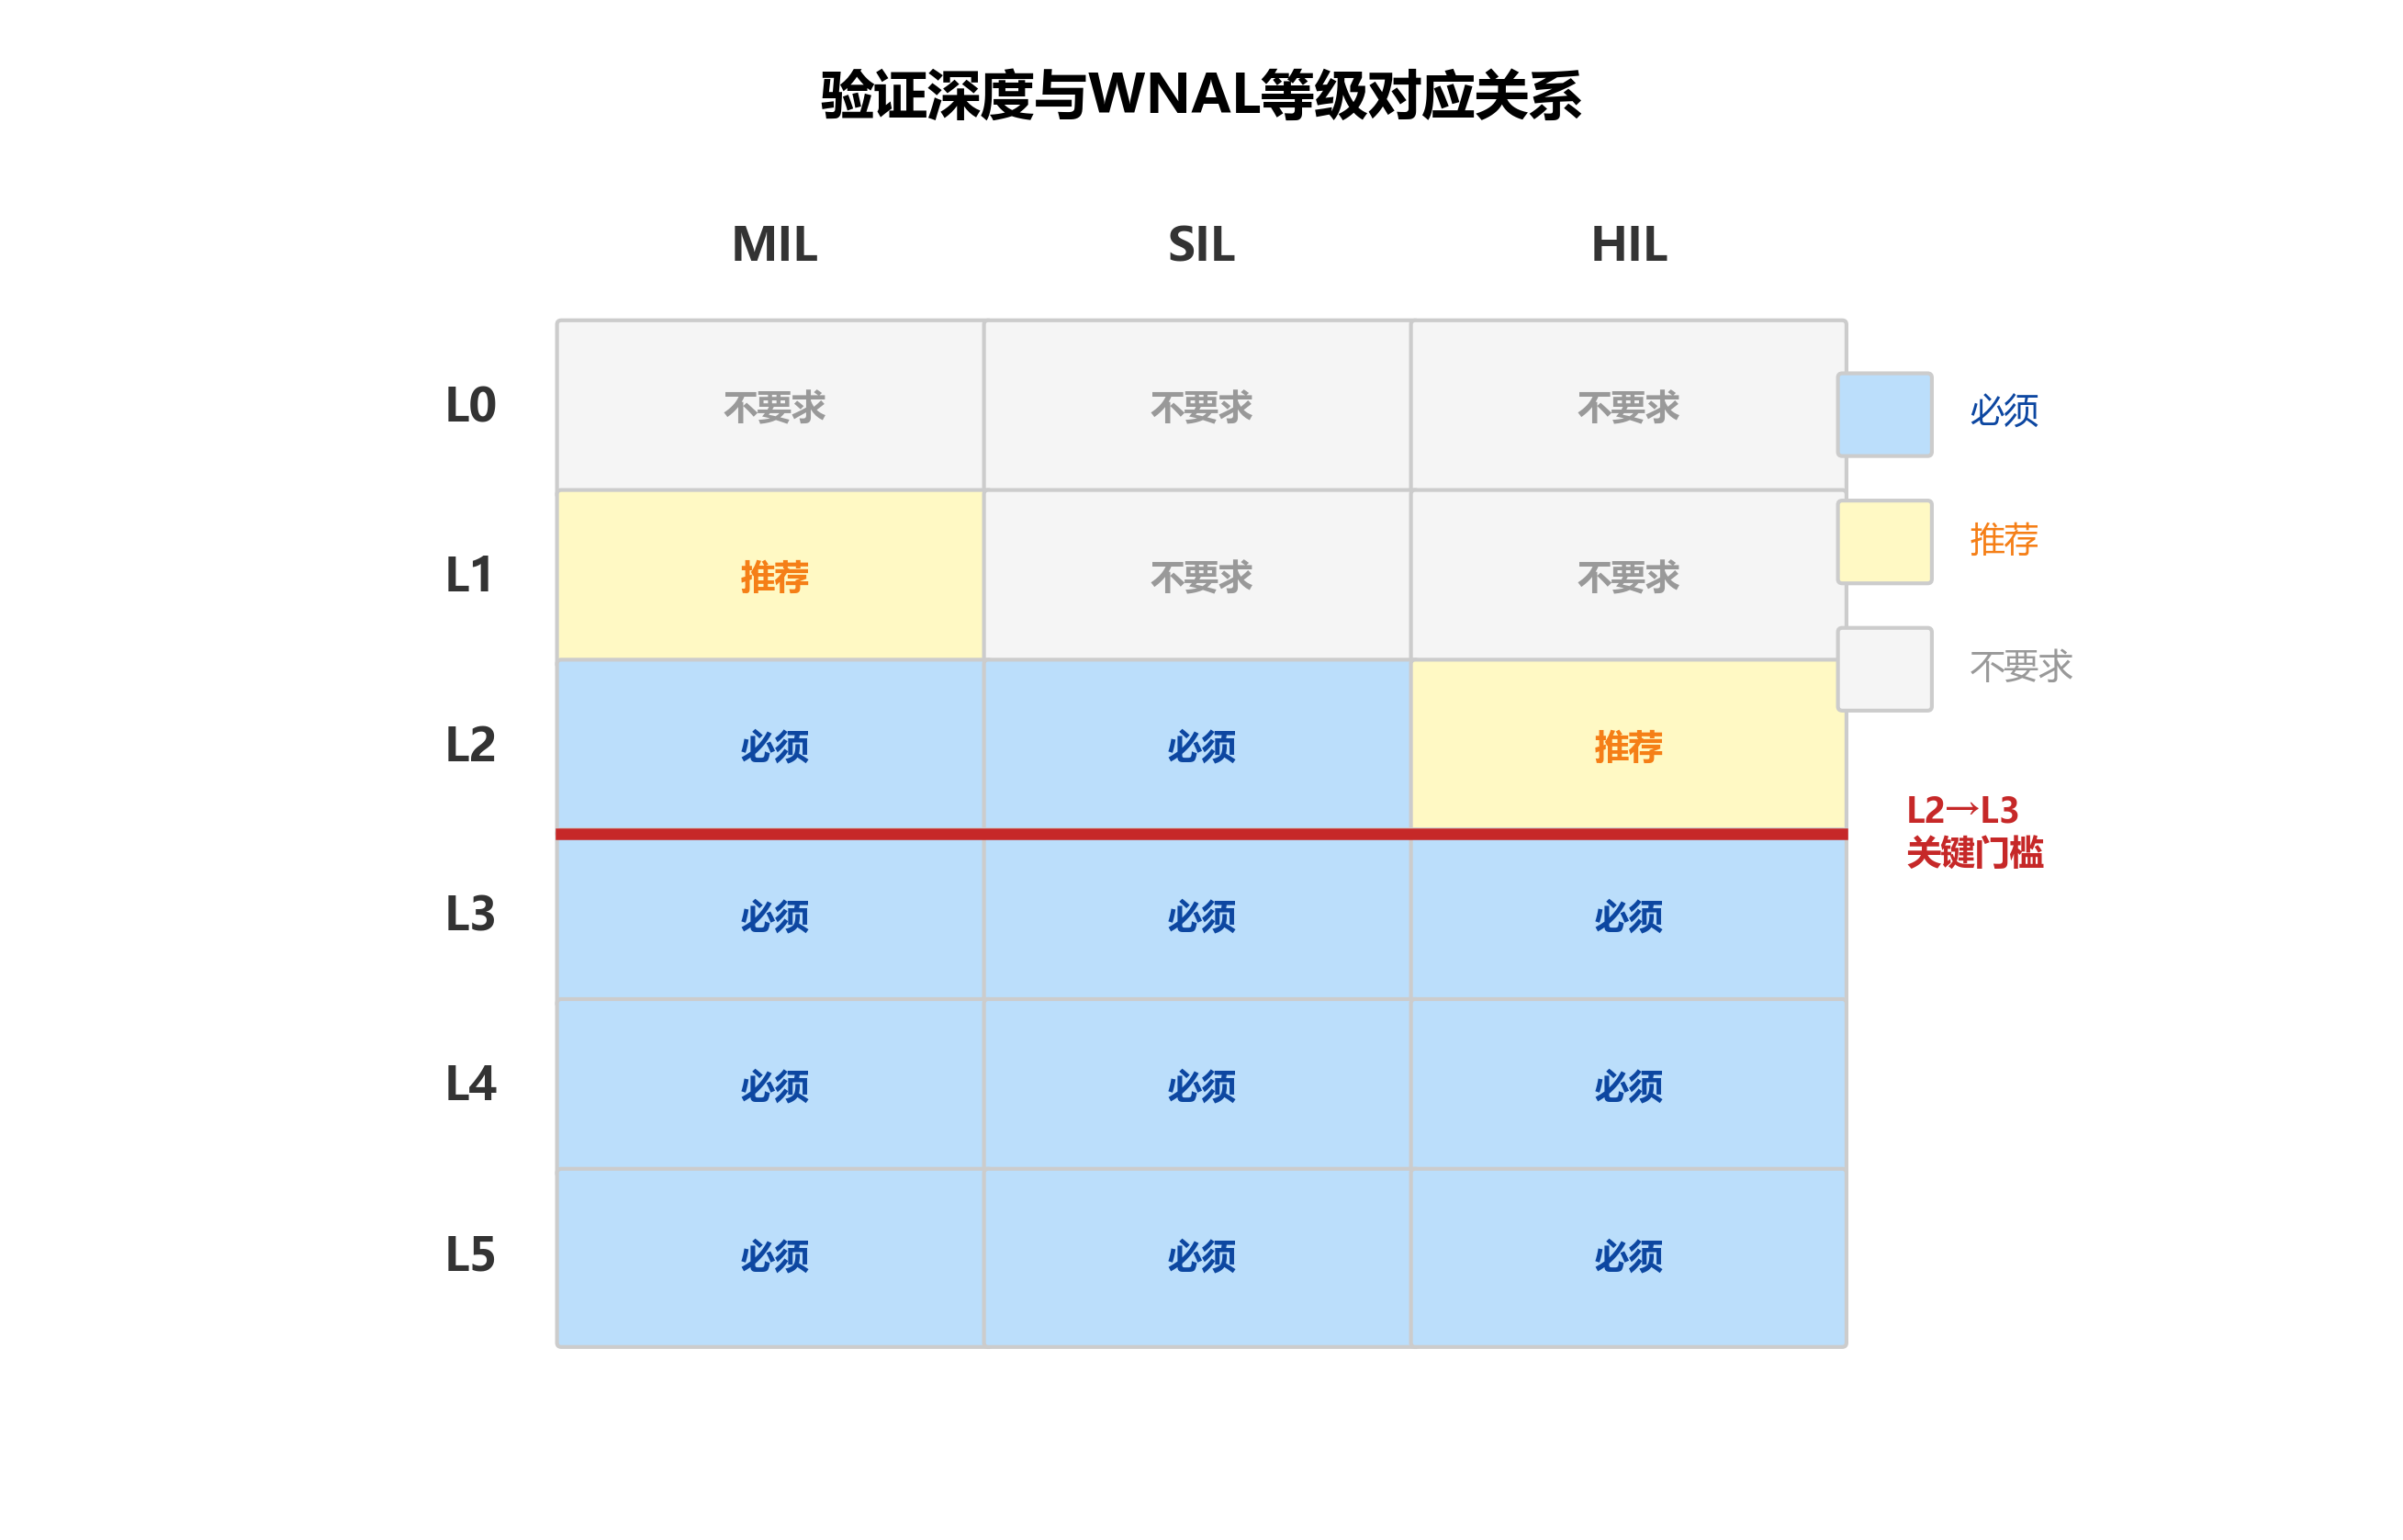 验证深度与WNAL等级对应关系
MIL SIL HIL
L0 不要求 不要求 不要求
必须
L1 推荐 不要求 不要求
推荐
不要求
L2 必须 必须 推荐
L2→L3
关键门槛
L3 必须 必须 必须
L4 必须 必须 必须
L5 必须 必须 必须